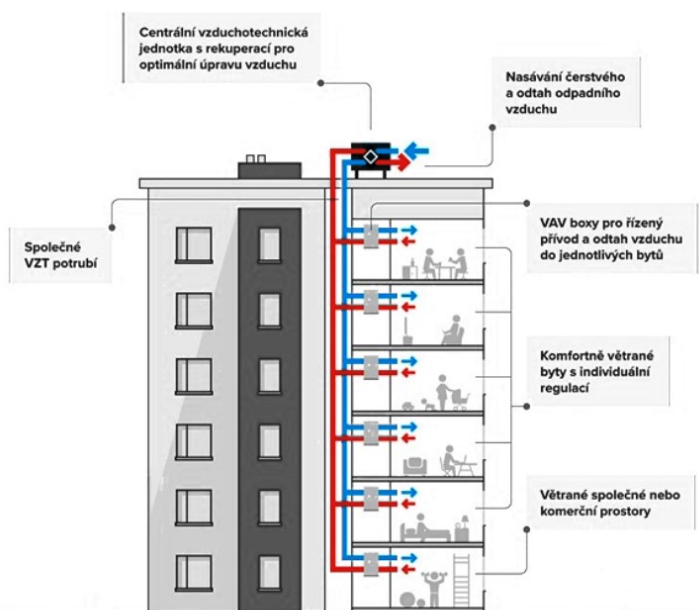 Centrální vzduchotechnická
jednotka s rekuperací pro
optimální úpravu vzduchu
Nasávání čerstvého
a odtah odpadního
vzduchu
Společné
VZT potrubí
VAV boxy pro řízený
přívod a odtah vzduchu
do jednotlivých bytů
Komfortně větrané
byty s individuální
regulací
Větrané společné nebo
komerční prostory